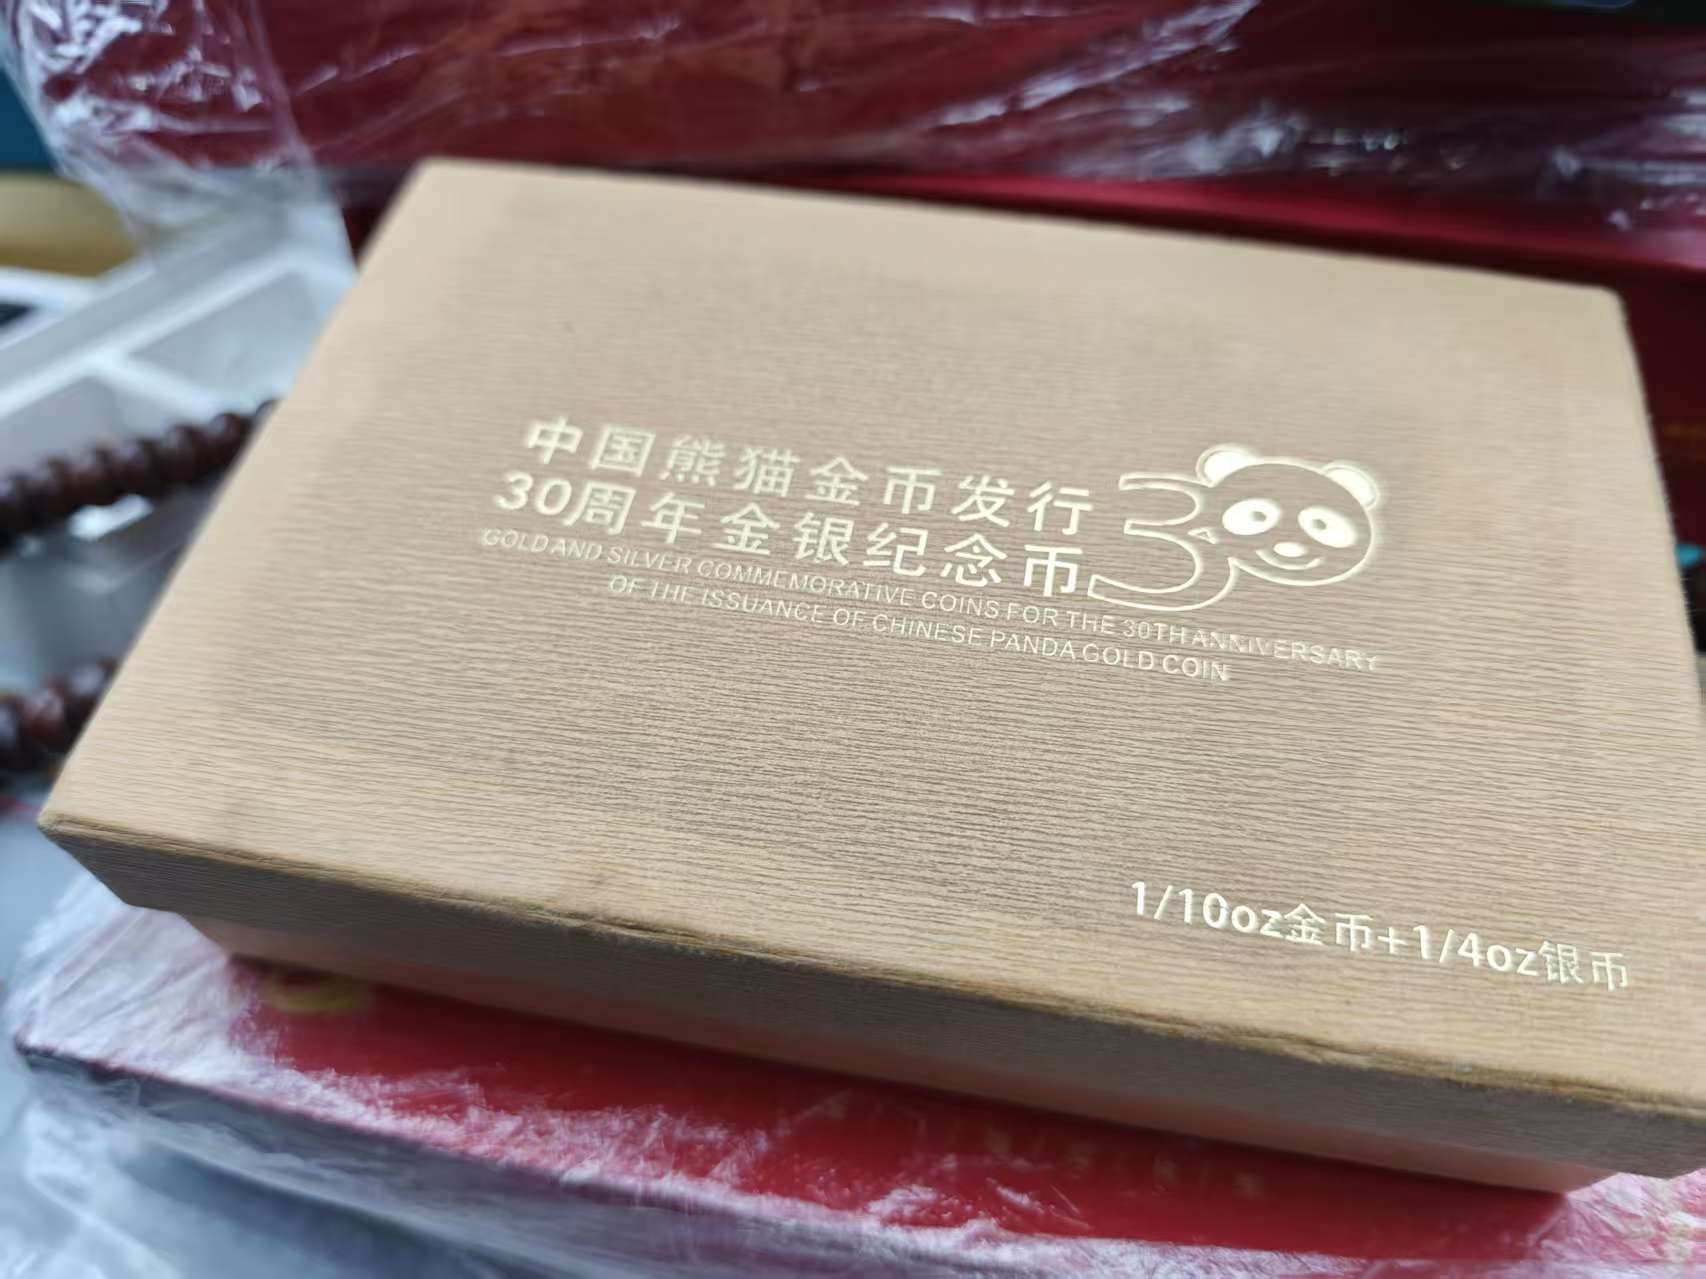 中国熊猫金币发行
30周年金银纪念币
30
GOLD AND SILVER COMMEMORATIVE COINS FOR THE 30TH ANNIVERSARY
OF THE ISSUANCE OF CHINESE PANDA GOLD COIN
1/10oz金币+1/4oz银币